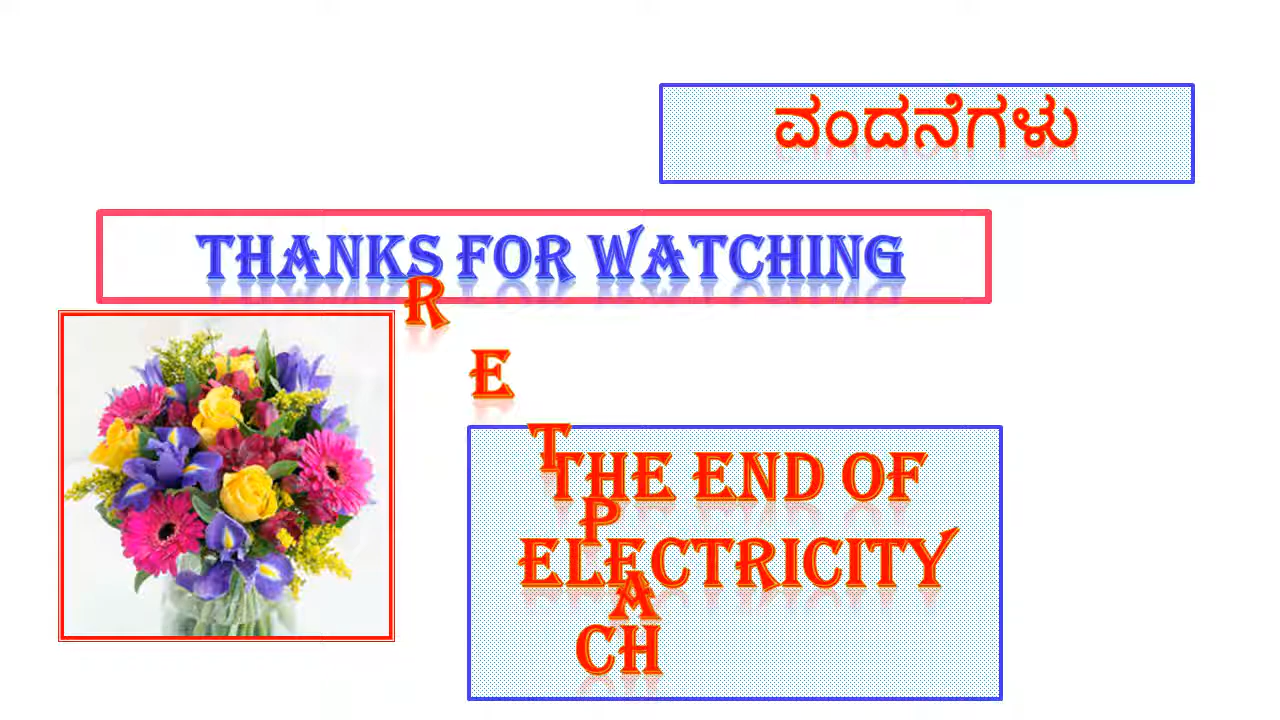 ವಂದನೆಗಳು
THANKS FOR WATCHING
R
E
T
THE END OF
P
ELECTRICITY
A
CH